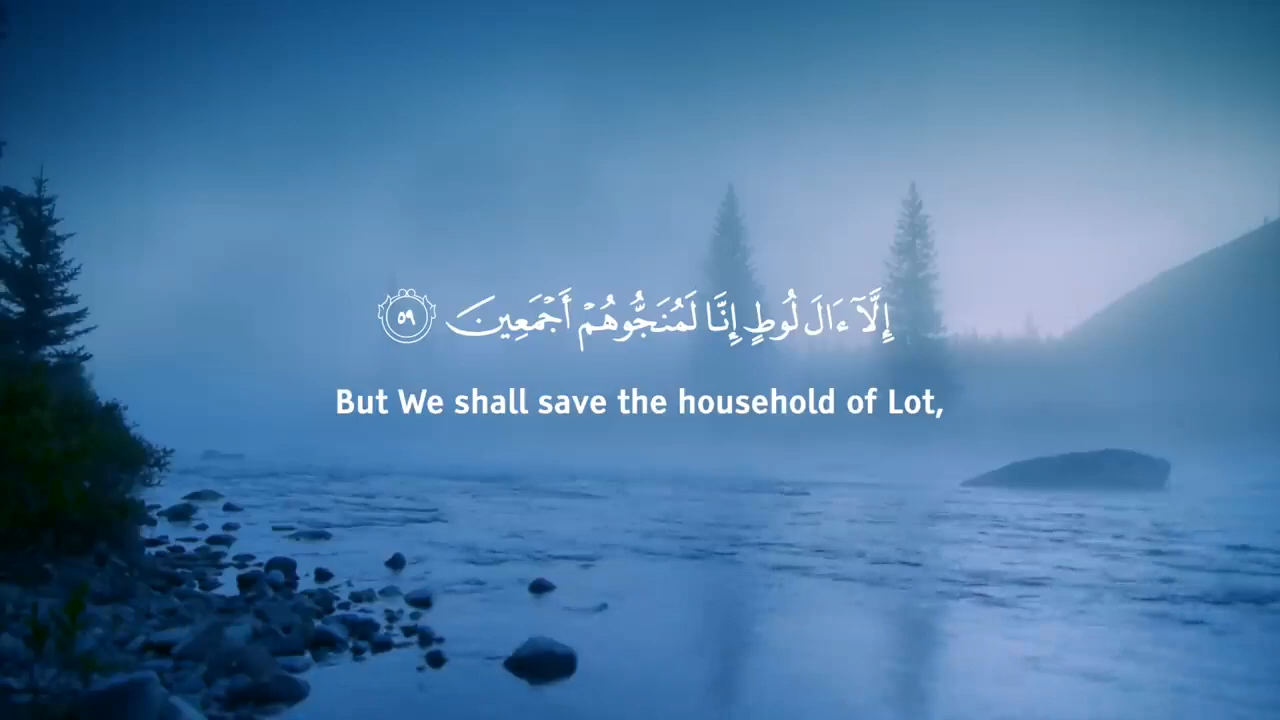 إِلَّآ ءَالَ لُوطٍ إِنَّا لَمُنَجُّوهُمْ أَجْمَعِينَ ٥٩
But We shall save the household of Lot,